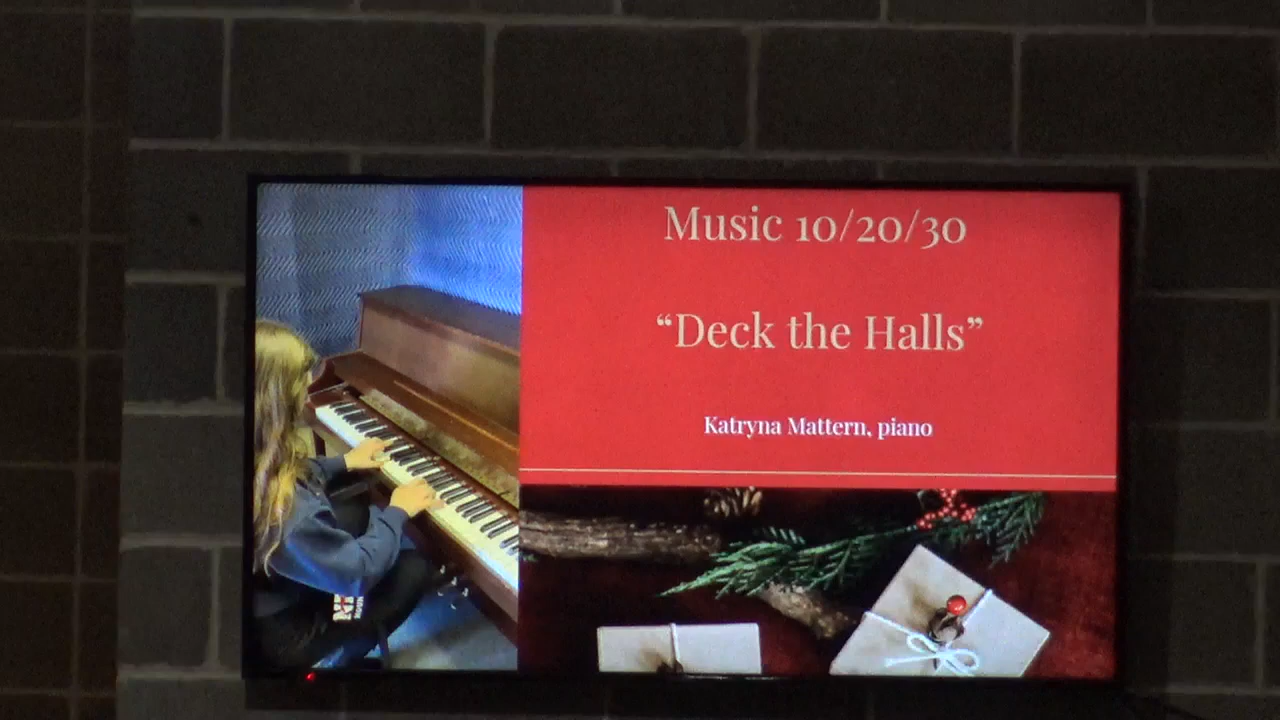 Music 10/20/30
“Deck the Halls”
Katryna Mattern, piano